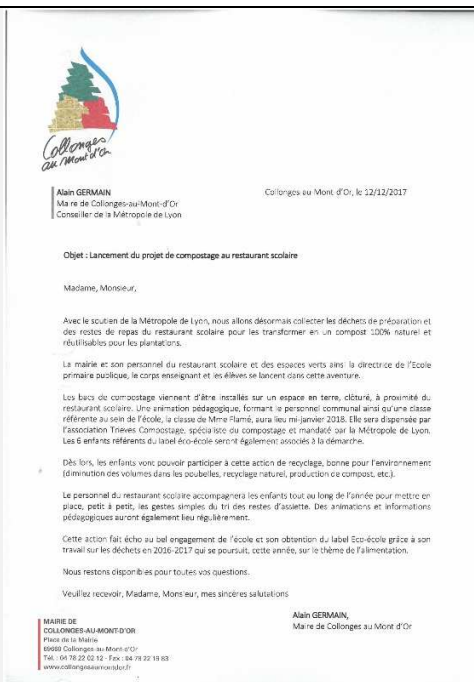 Collonges
au Mont d'Or
Alain GERMAIN
Maire de Collonges-au-Mont-d'Or
Conseiller de la Métropole de Lyon
Collonges au Mont d'Or, le 12/12/2017
Objet : Lancement du projet de compostage au restaurant scolaire
Madame, Monsieur,
Avec le soutien de la Métropole de Lyon, nous allons désormais collecter les déchets de préparation et
des restes de repas du restaurant scolaire pour les transformer en un compost 100% naturel et
réutilisables pour les plantations.
La mairie et son personnel du restaurant scolaire et des espaces verts ainsi la directrice de l'Ecole
primaire publique, le corps enseignant et les élèves se lancent dans cette aventure.
Les bacs de compostage viennent d'être installés sur un espace en terre, clôturé, à proximité du
restaurant scolaire. Une animation pédagogique, formant le personnel communal ainsi qu'une classe
référente au sein de l'école, la classe de Mme Flamé, aura lieu mi-janvier 2018. Elle sera dispensée par
l'association Trieves Compostage, spécialiste du compostage et mandaté par la Métropole de Lyon.
Les 6 enfants référents du label éco-école seront également associés à la démarche.
Dès lors, les enfants vont pouvoir participer à cette action de recyclage, bonne pour l'environnement
(diminution des volumes dans les poubelles, recyclage naturel, production de compost, etc.).
Le personnel du restaurant scolaire accompagnera les enfants tout au long de l'année pour mettre en
place, petit à petit, les gestes simples du tri des restes d'assiette. Des animations et informations
pédagogiques auront également lieu régulièrement.
Cette action fait écho au bel engagement de l'école et son obtention du label Eco-école grâce à son
travail sur les déchets en 2016-2017 qui se poursuit, cette année, sur le thème de l'alimentation.
Nous restons disponibles pour toutes vos questions.
Veuillez recevoir, Madame, Monsieur, mes sincères salutations
Alain GERMAIN,
Maire de Collonges au Mont d'Or
MAIRIE DE
COLLONGES-AU-MONT-D'OR
Place de la Mairie
69660 Collonges au Mont-d'Or
Tél. : 04 78 22 02 12 - Fax : 04 78 22 18 83
www.collongesaumontdor.fr